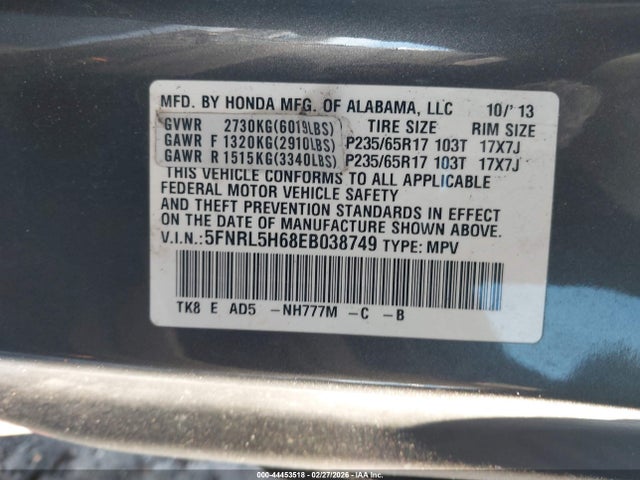 MFD. BY HONDA MFG. OF ALABAMA, LLC 10/'13
GVWR 2730KG(6019LBS) TIRE SIZE RIM SIZE
GAWR F 1320KG(2910LBS) P235/65R17 103T 17X7J
GAWR R 1515KG(3340LBS) P235/65R17 103T 17X7J
THIS VEHICLE CONFORMS TO ALL APPLICABLE
FEDERAL MOTOR VEHICLE SAFETY
AND THEFT PREVENTION STANDARDS IN EFFECT
ON THE DATE OF MANUFACTURE SHOWN ABOVE.
V.I.N.: 5FNRL5H68EB038749 TYPE: MPV
TK8 E AD5 -NH777M -C -B
000-44453518 - 02/27/2026 - IAA Inc.